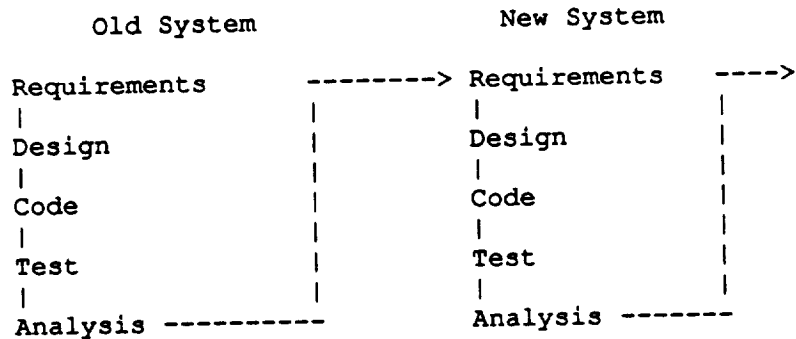 Old System New System
Requirements --------> Requirements ---->
Design Design
Code Code
Test Test
Analysis ---------- Analysis -------